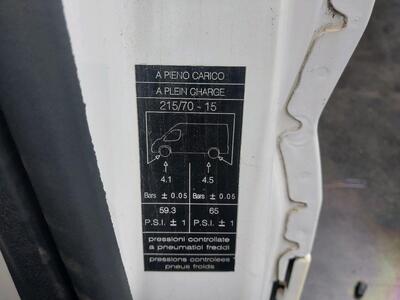 A PIENO CARICO
A PLEIN CHARGE
215/70 - 15
4.1 4.5
Bars ± 0.05 Bars ± 0.05
59.3 65
P.S.I. ± 1 P.S.I. ± 1
pressioni controllate
a pneumatici freddi
pressions controlees
pneus froids